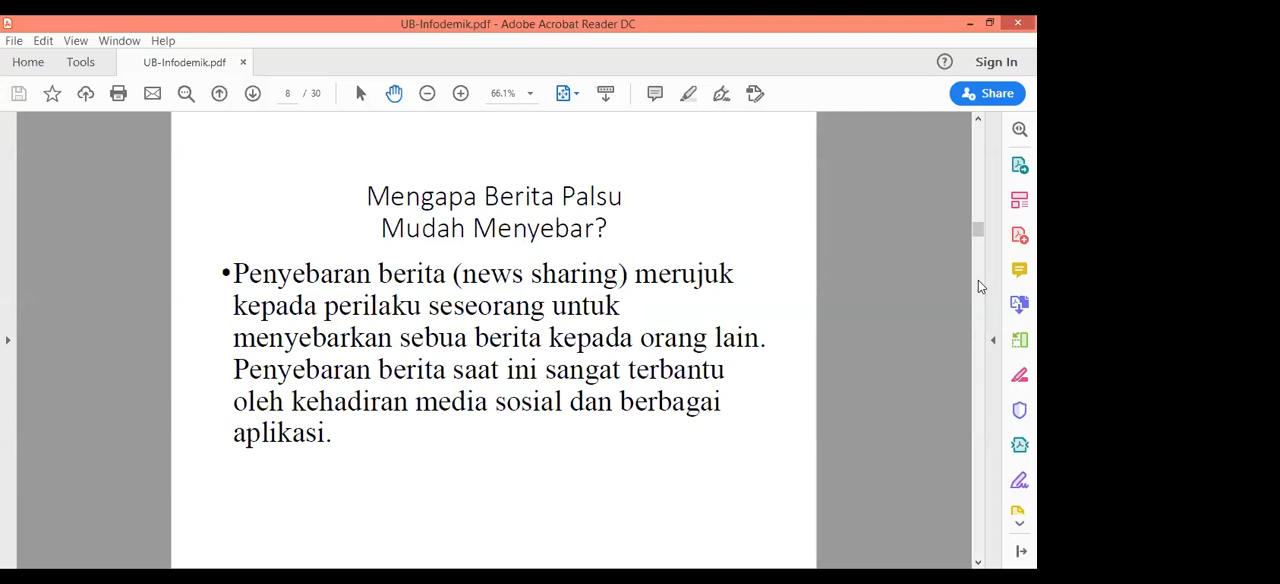 UB-Infodemik.pdf - Adobe Acrobat Reader DC
File Edit View Window Help
Home Tools UB-Infodemik.pdf × ? Sign In
8 / 30 66.1% Share
Mengapa Berita Palsu
Mudah Menyebar?
•Penyebaran berita (news sharing) merujuk
kepada perilaku seseorang untuk
menyebarkan sebua berita kepada orang lain.
Penyebaran berita saat ini sangat terbantu
oleh kehadiran media sosial dan berbagai
aplikasi.